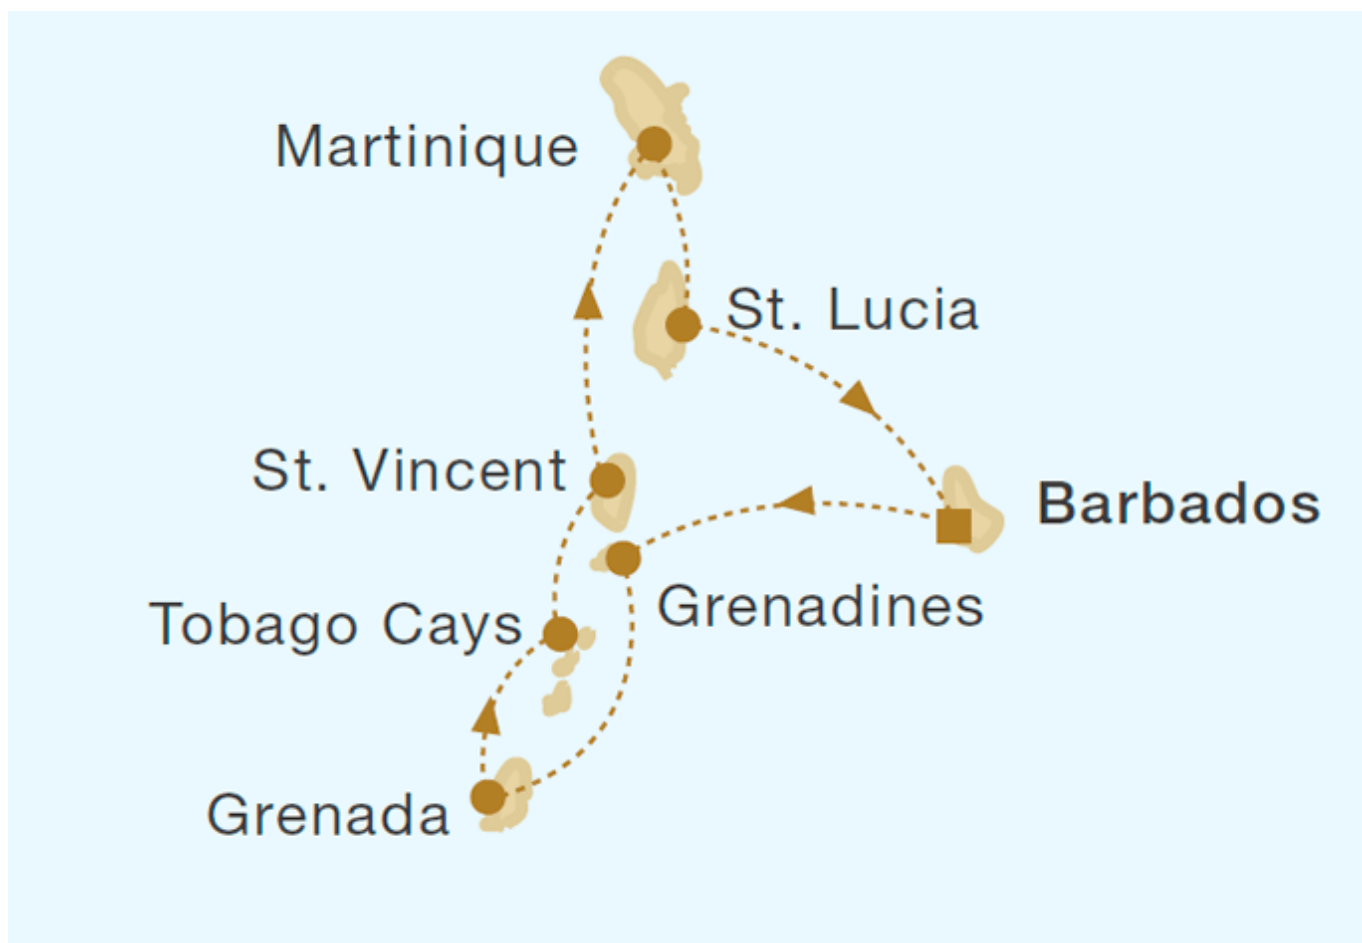 Martinique
St. Lucia
St. Vincent
Barbados
Grenadines
Tobago Cays
Grenada